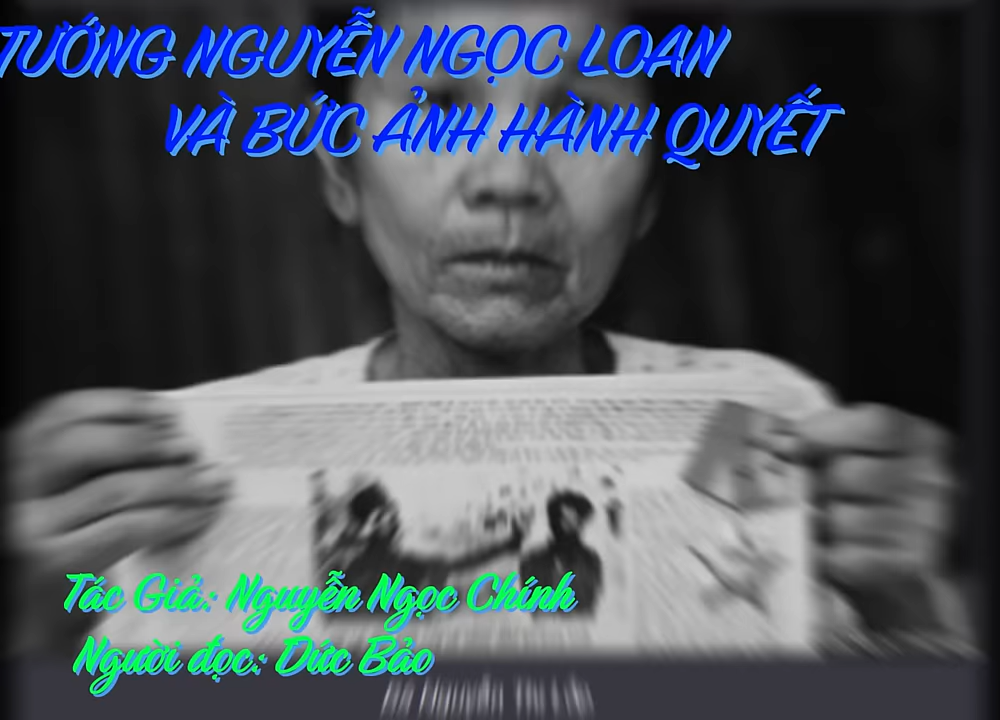 TƯỚNG NGUYỄN NGỌC LOAN
VÀ BỨC ẢNH HÀNH QUYẾT
Tác Giả: Nguyễn Ngọc Chính
Người đọc: Đức Bảo